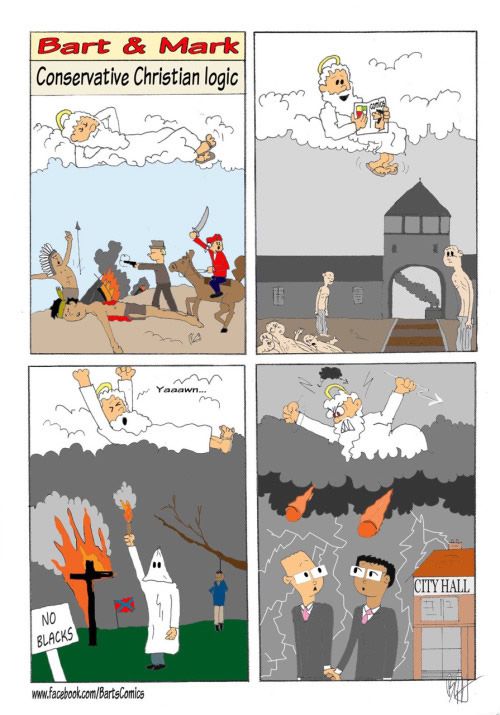 Bart & Mark
Conservative Christian logic
comics
Yaaawn...
NO
BLACKS
CITY HALL
www.facebook.com/BartsComics